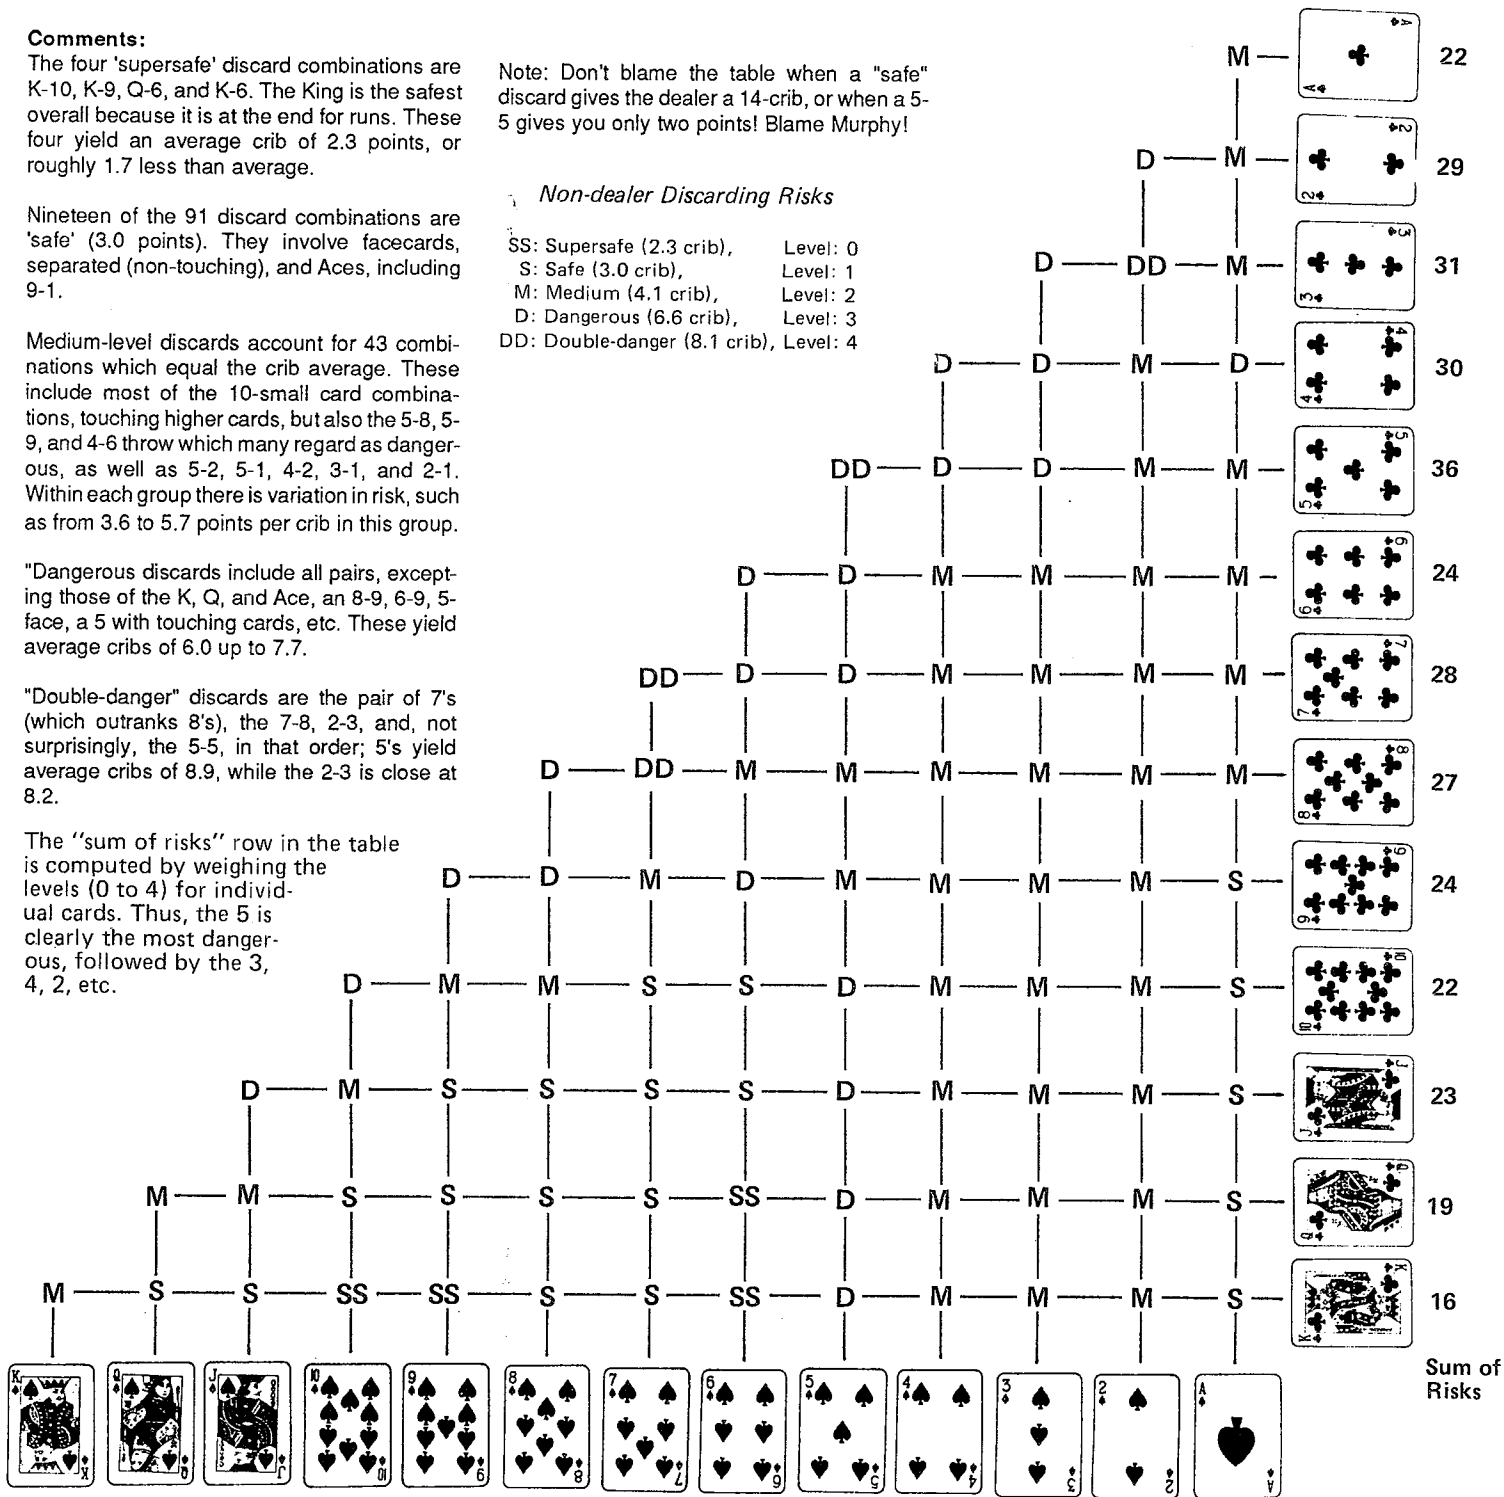 Comments:
The four 'supersafe' discard combinations are
K-10, K-9, Q-6, and K-6. The King is the safest
overall because it is at the end for runs. These
four yield an average crib of 2.3 points, or
roughly 1.7 less than average.
Nineteen of the 91 discard combinations are
'safe' (3.0 points). They involve facecards,
separated (non-touching), and Aces, including
9-1.
Medium-level discards account for 43 combi-
nations which equal the crib average. These
include most of the 10-small card combina-
tions, touching higher cards, but also the 5-8, 5-
9, and 4-6 throw which many regard as danger-
ous, as well as 5-2, 5-1, 4-2, 3-1, and 2-1.
Within each group there is variation in risk, such
as from 3.6 to 5.7 points per crib in this group.
"Dangerous discards include all pairs, except-
ing those of the K, Q, and Ace, an 8-9, 6-9, 5-
face, a 5 with touching cards, etc. These yield
average cribs of 6.0 up to 7.7.
"Double-danger" discards are the pair of 7's
(which outranks 8's), the 7-8, 2-3, and, not
surprisingly, the 5-5, in that order; 5's yield
average cribs of 8.9, while the 2-3 is close at
8.2.
The "sum of risks" row in the table
is computed by weighing the
levels (0 to 4) for individ-
ual cards. Thus, the 5 is
clearly the most danger-
ous, followed by the 3,
4, 2, etc.
Note: Don't blame the table when a "safe"
discard gives the dealer a 14-crib, or when a 5-
5 gives you only two points! Blame Murphy!
Non-dealer Discarding Risks
SS: Supersafe (2.3 crib), Level: 0
S: Safe (3.0 crib), Level: 1
M: Medium (4.1 crib), Level: 2
D: Dangerous (6.6 crib), Level: 3
DD: Double-danger (8.1 crib), Level: 4
M A 22
D M 2 29
D DD M 3 31
D D M D 4 30
DD D D M M 5 36
D D M M M M 6 24
DD D D M M M M 7 28
D DD M M M M M M 8 27
D D M D M M M M S 9 24
D M M S S D M M M S 10 22
D M S S S S D M M M S J 23
M M S S S S SS D M M M S Q 19
M S S SS SS S S SS D M M M S K 16
Sum of
Risks
K Q J 10 9 8 7 6 5 4 3 2 A